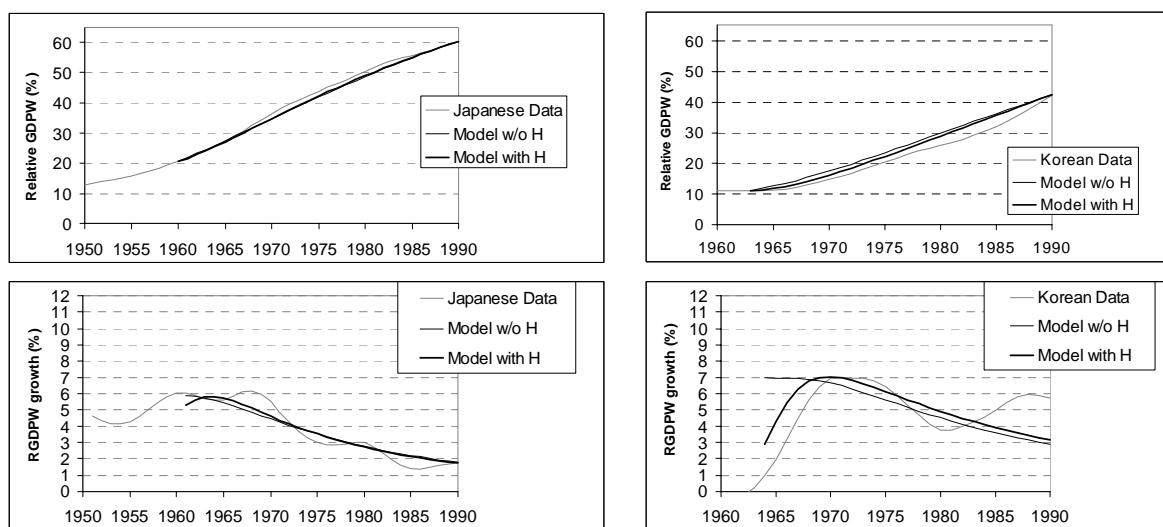 Relative GDPW (%)
60
50
40
30
20
10
0
1950 1955 1960 1965 1970 1975 1980 1985 1990
Japanese Data
Model w/o H
Model with H
Relative GDPW (%)
60
50
40
30
20
10
0
1960 1965 1970 1975 1980 1985 1990
Korean Data
Model w/o H
Model with H
RGDPW growth (%)
12
11
10
9
8
7
6
5
4
3
2
1
0
1950 1955 1960 1965 1970 1975 1980 1985 1990
Japanese Data
Model w/o H
Model with H
RGDPW growth (%)
12
11
10
9
8
7
6
5
4
3
2
1
0
1960 1965 1970 1975 1980 1985 1990
Korean Data
Model w/o H
Model with H